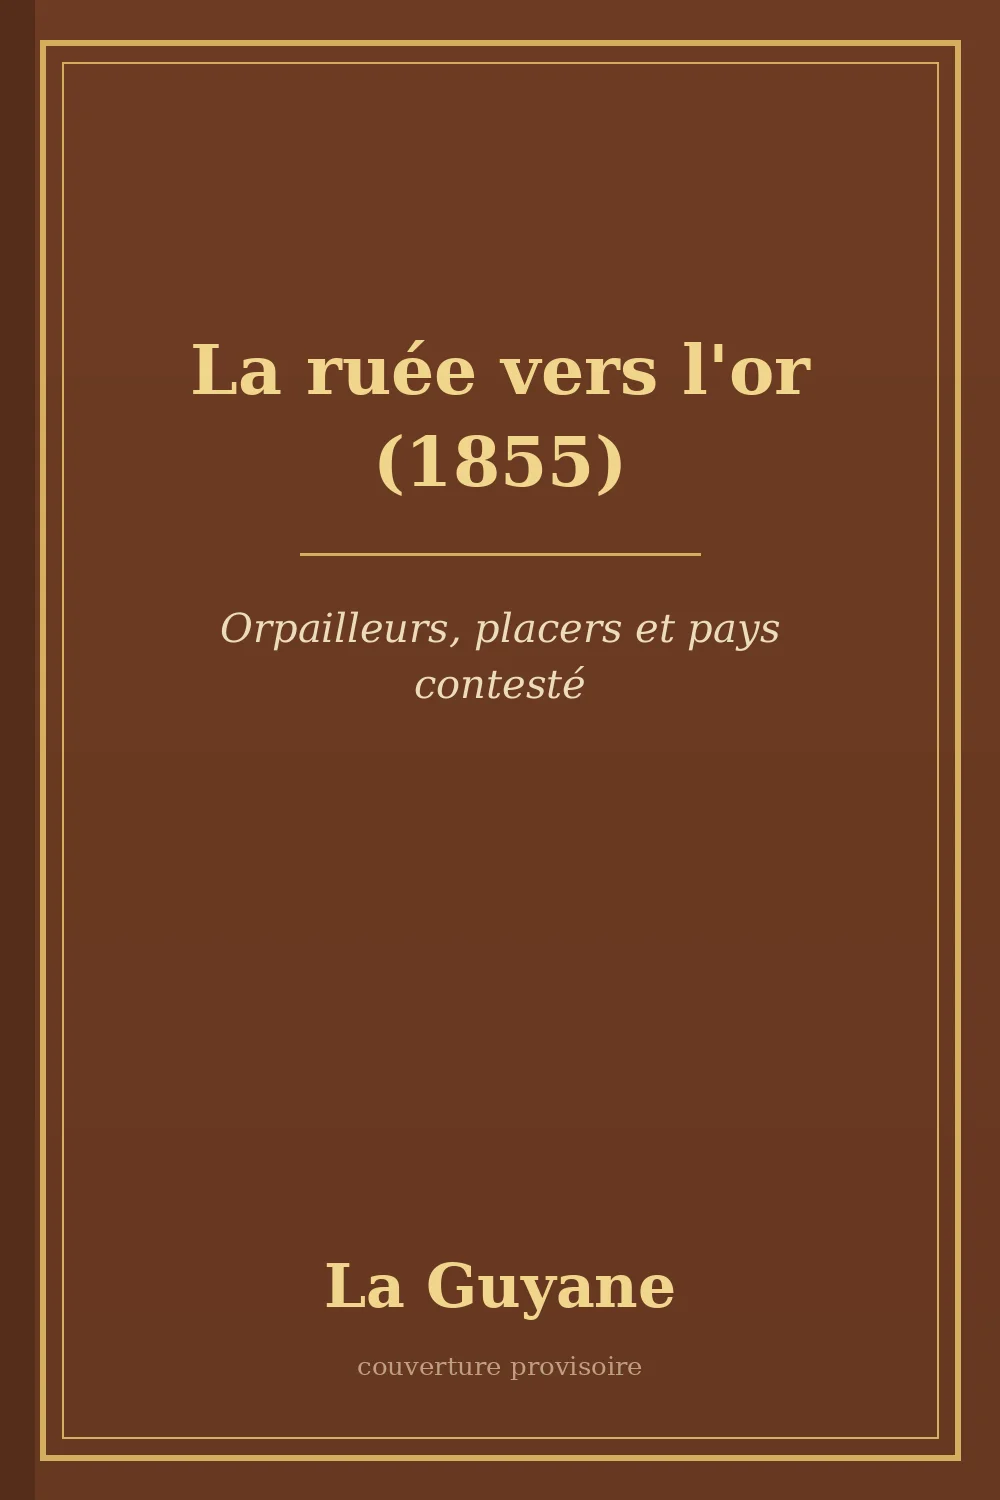 La ruée vers l'or
(1855)
Orpailleurs, placers et pays
contesté
La Guyane
couverture provisoire